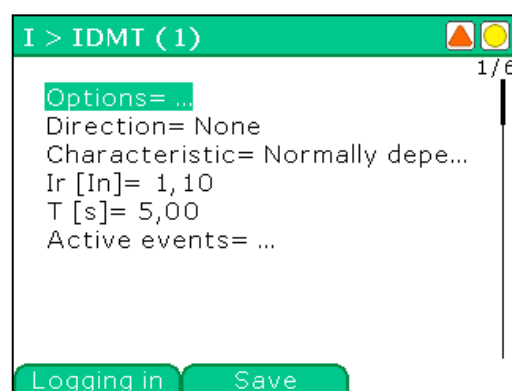 I > IDMT (1)
1/6
Options= ...
Direction= None
Characteristic= Normally depe...
Ir [In]= 1,10
T [s]= 5,00
Active events= ...
Logging in
Save